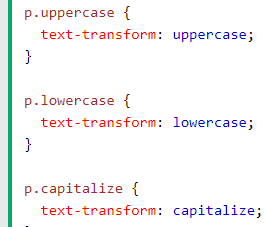 p.uppercase {
  text-transform: uppercase;
}

p.lowercase {
  text-transform: lowercase;
}

p.capitalize {
  text-transform: capitalize;